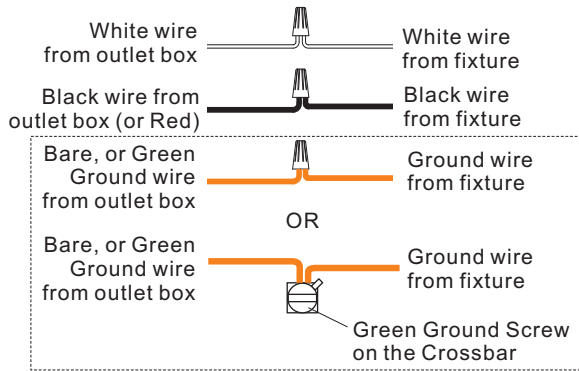 White wire
from outlet box
White wire
from fixture
Black wire from
outlet box (or Red)
Black wire
from fixture
Bare, or Green
Ground wire
from outlet box
Ground wire
from fixture
OR
Bare, or Green
Ground wire
from outlet box
Ground wire
from fixture
Green Ground Screw
on the Crossbar